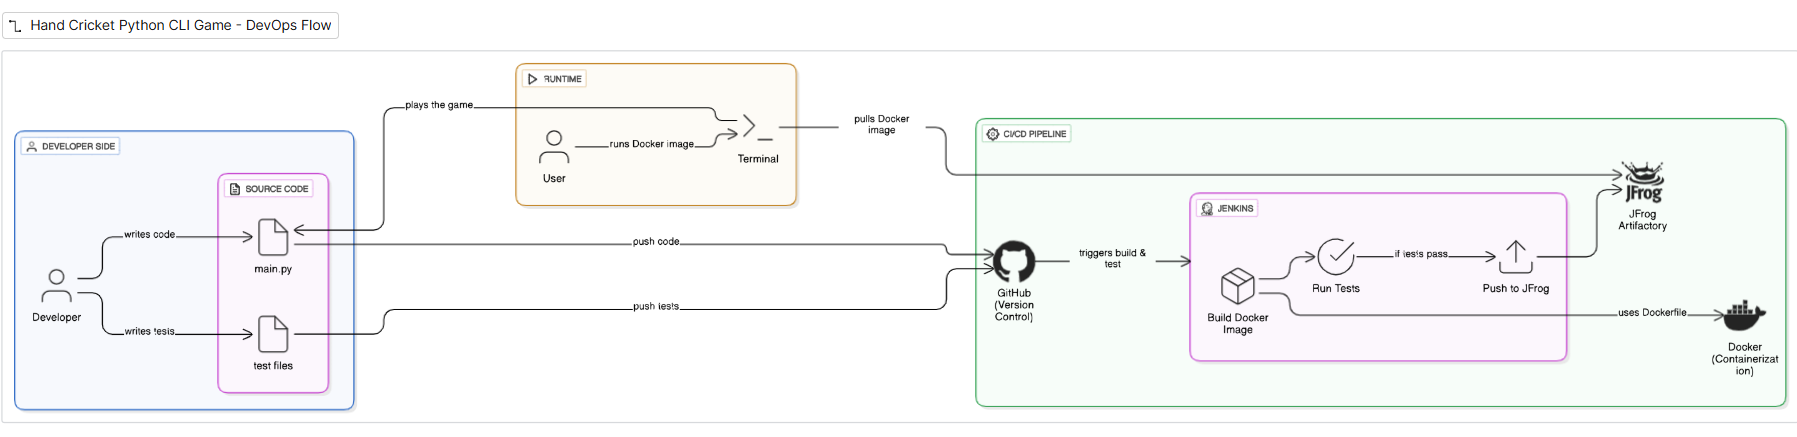 Hand Cricket Python CLI Game - DevOps Flow
RUNTIME
plays the game
runs Docker image
User
Terminal
pulls Docker
image
DEVELOPER SIDE
SOURCE CODE
writes code
main.py
Developer
writes tests
test files
push code
push tests
CI/CD PIPELINE
GitHub
(Version
Control)
triggers build &
test
JENKINS
Build Docker
Image
Run Tests
if tests pass
Push to JFrog
JFrog
JFrog
Artifactory
uses Dockerfile
Docker
(Containerizat
ion)